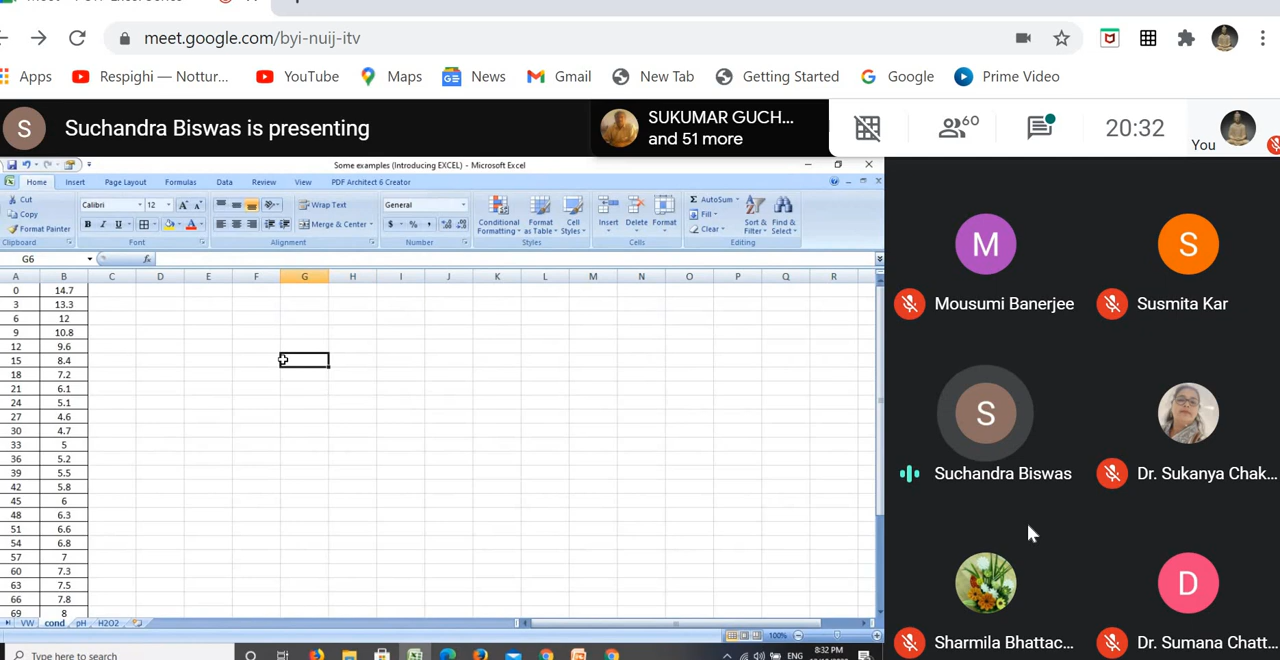 meet.google.com/byi-nuij-itv
Apps Respighi — Nottur... YouTube Maps News Gmail New Tab Getting Started Google Prime Video
S Suchandra Biswas is presenting
SUKUMAR GUCH...
and 51 more
60
20:32
You
Some examples (Introducing EXCEL) - Microsoft Excel
Home Insert Page Layout Formulas Data Review View PDF Architect 6 Creator
Cut
Copy
Format Painter
Clipboard
Calibri 12
B I U
Font
Wrap Text
Merge & Center
Alignment
General
$ % ,
Number
Conditional Formatting
Format as Table
Cell Styles
Styles
Insert Delete Format
Cells
AutoSum
Fill
Clear
Sort & Filter
Find & Select
Editing
G6 fx
A B C D E F G H I J K L M N O P Q R
0 14.7
3 13.3
6 12
9 10.8
12 9.6
15 8.4
18 7.2
21 6.1
24 5.1
27 4.6
30 4.7
33 5
36 5.2
39 5.5
42 5.8
45 6
48 6.3
51 6.6
54 6.8
57 7
60 7.3
63 7.5
66 7.8
69 8
VW cond pH H2O2
100%
Type here to search
ENG
8:32 PM
M
Mousumi Banerjee
S
Susmita Kar
S
Suchandra Biswas
Dr. Sukanya Chak...
Sharmila Bhattac...
D
Dr. Sumana Chatt...